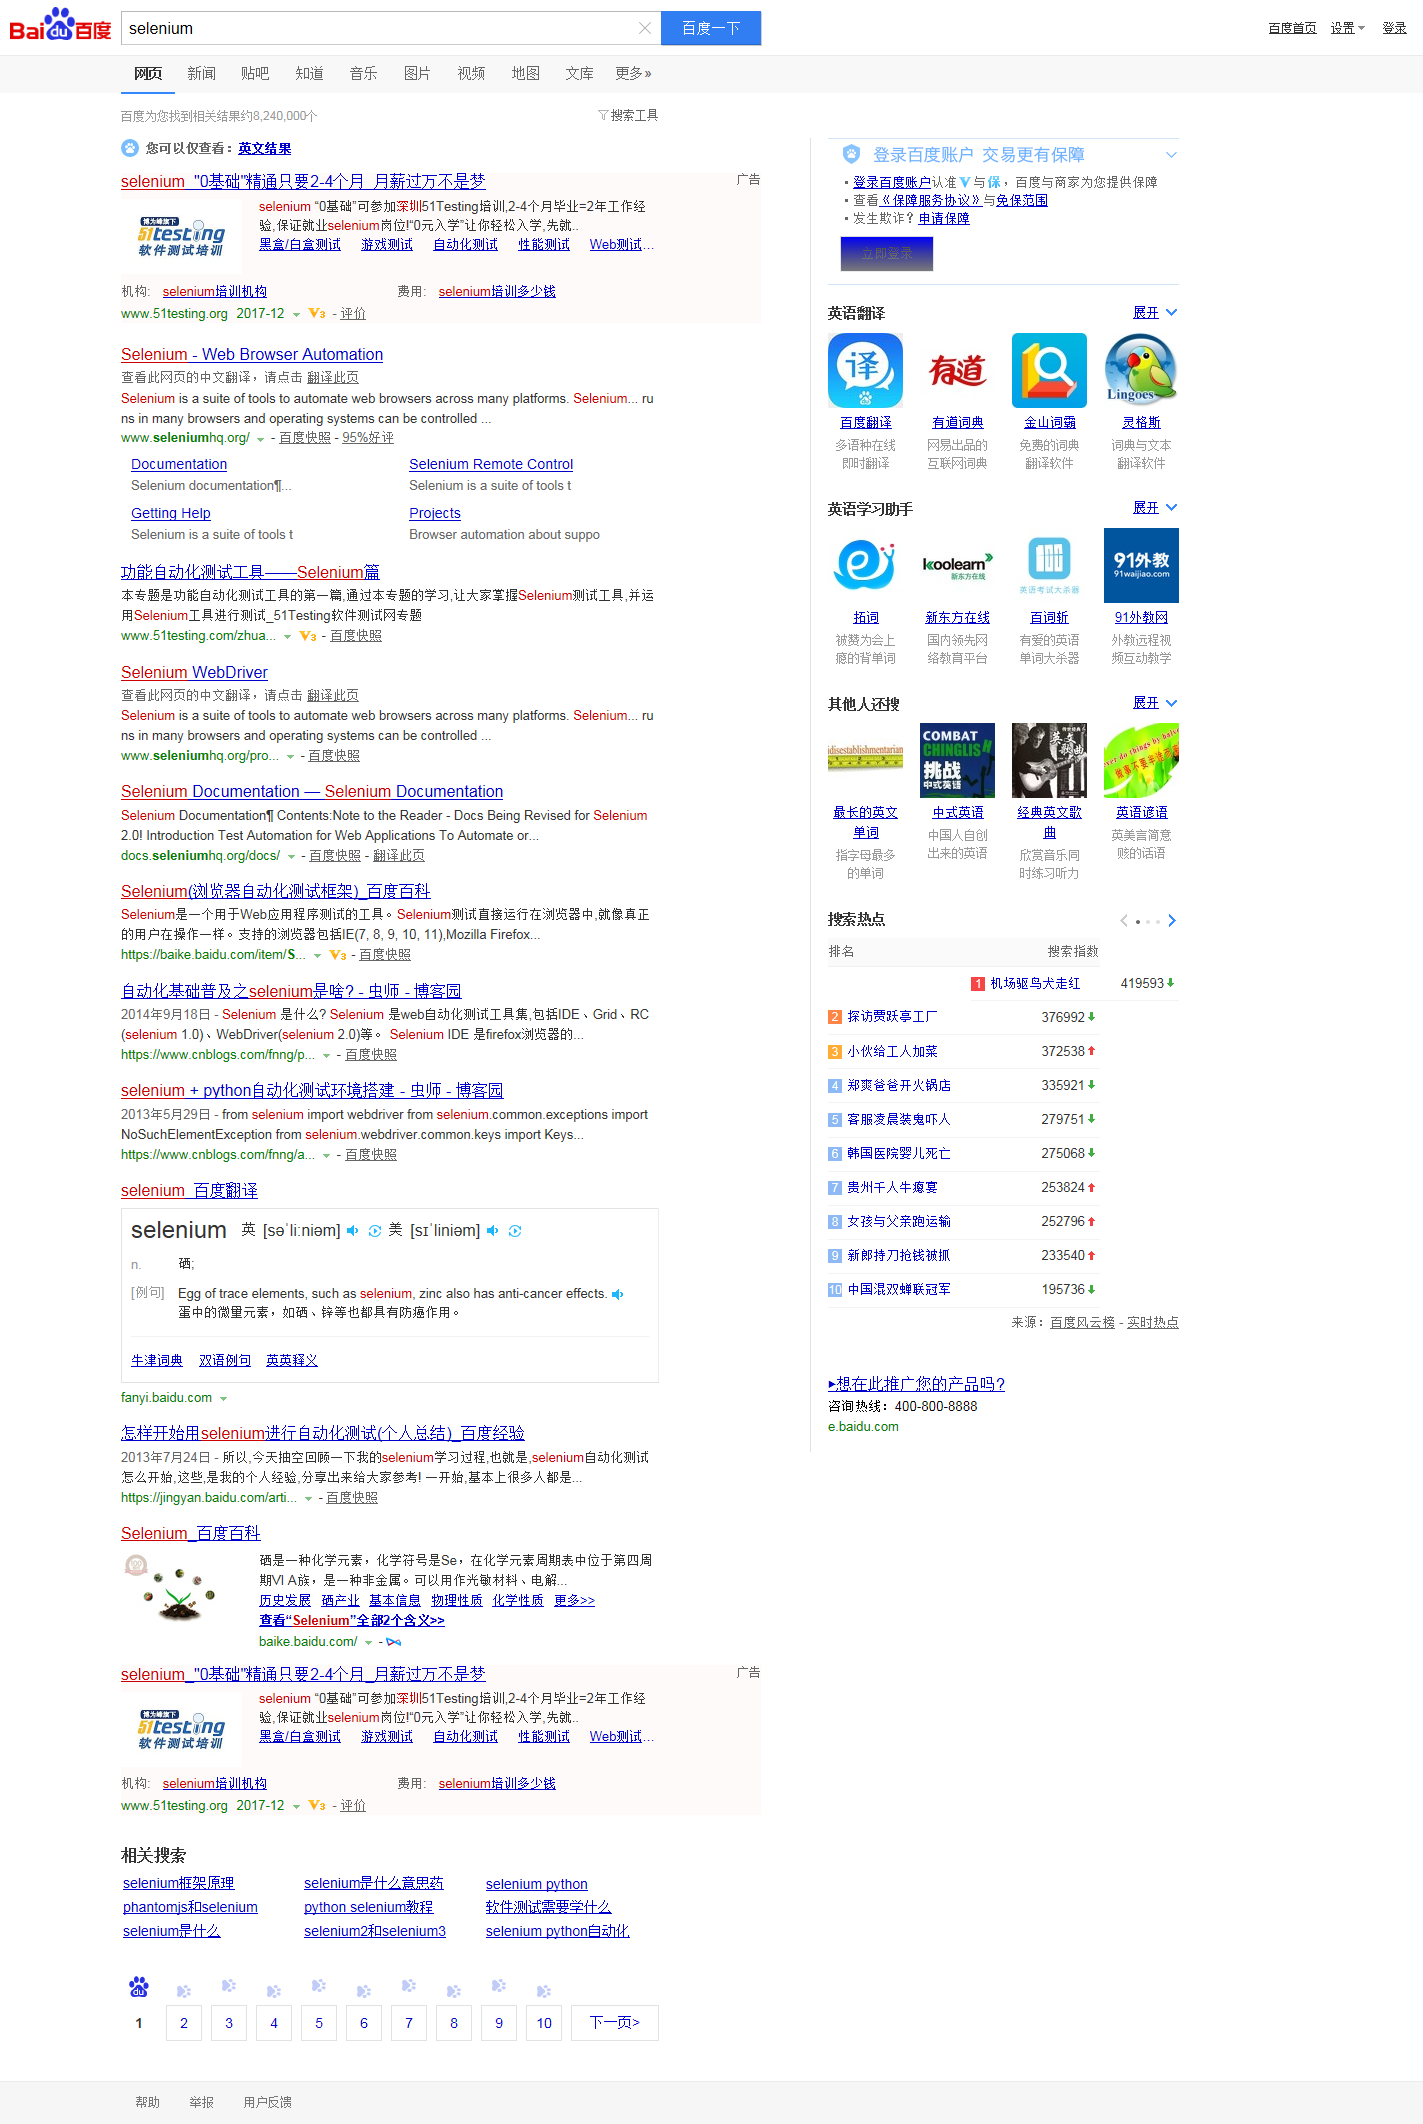 Bai du 百度
selenium
百度一下
百度首页 设置 登录
网页 新闻 贴吧 知道 音乐 图片 视频 地图 文库 更多»
百度为您找到相关结果约8,240,000个
搜索工具
您可以仅查看：英文结果
selenium_"0基础"精通只要2-4个月_月薪过万不是梦
广告
博为峰旗下
51testing
软件测试培训
selenium “0基础”可参加深圳51Testing培训,2-4个月毕业=2年工作经
验,保证就业selenium岗位!“0元入学”让你轻松入学,先就..
黑盒/白盒测试 游戏测试 自动化测试 性能测试 Web测试…
机构: selenium培训机构 费用: selenium培训多少钱
www.51testing.org 2017-12 V3 - 评价
Selenium - Web Browser Automation
查看此网页的中文翻译，请点击 翻译此页
Selenium is a suite of tools to automate web browsers across many platforms. Selenium... ru
ns in many browsers and operating systems can be controlled ...
www.seleniumhq.org/ - 百度快照 - 95%好评
Documentation
Selenium documentation¶...
Selenium Remote Control
Selenium is a suite of tools t
Getting Help
Selenium is a suite of tools t
Projects
Browser automation about suppo
功能自动化测试工具——Selenium篇
本专题是功能自动化测试工具的第一篇,通过本专题的学习,让大家掌握Selenium测试工具,并运
用Selenium工具进行测试_51Testing软件测试网专题
www.51testing.com/zhua... V3 - 百度快照
Selenium WebDriver
查看此网页的中文翻译，请点击 翻译此页
Selenium is a suite of tools to automate web browsers across many platforms. Selenium... ru
ns in many browsers and operating systems can be controlled ...
www.seleniumhq.org/pro... - 百度快照
Selenium Documentation — Selenium Documentation
Selenium Documentation¶ Contents:Note to the Reader - Docs Being Revised for Selenium
2.0! Introduction Test Automation for Web Applications To Automate or...
docs.seleniumhq.org/docs/ - 百度快照 - 翻译此页
Selenium(浏览器自动化测试框架)_百度百科
Selenium是一个用于Web应用程序测试的工具。Selenium测试直接运行在浏览器中,就像真正
的用户在操作一样。支持的浏览器包括IE(7, 8, 9, 10, 11),Mozilla Firefox...
https://baike.baidu.com/item/S... V3 - 百度快照
自动化基础普及之selenium是啥? - 虫师 - 博客园
2014年9月18日 - Selenium 是什么? Selenium 是web自动化测试工具集,包括IDE、Grid、RC
(selenium 1.0)、WebDriver(selenium 2.0)等。 Selenium IDE 是firefox浏览器的...
https://www.cnblogs.com/fnng/p... - 百度快照
selenium + python自动化测试环境搭建 - 虫师 - 博客园
2013年5月29日 - from selenium import webdriver from selenium.common.exceptions import
NoSuchElementException from selenium.webdriver.common.keys import Keys...
https://www.cnblogs.com/fnng/a... - 百度快照
selenium_百度翻译
selenium 英 [səˈliːniəm] 美 [sɪˈliniəm]
n. 硒;
[例句] Egg of trace elements, such as selenium, zinc also has anti-cancer effects.
蛋中的微量元素，如硒、锌等也都具有防癌作用。
牛津词典 双语例句 英英释义
fanyi.baidu.com
怎样开始用selenium进行自动化测试(个人总结)_百度经验
2013年7月24日 - 所以,今天抽空回顾一下我的selenium学习过程,也就是,selenium自动化测试
怎么开始,这些,是我的个人经验,分享出来给大家参考! 一开始,基本上很多人都是...
https://jingyan.baidu.com/arti... - 百度快照
Selenium_百度百科
硒是一种化学元素，化学符号是Se，在化学元素周期表中位于第四周
期VI A族，是一种非金属。可以用作光敏材料、电解...
历史发展 硒产业 基本信息 物理性质 化学性质 更多>>
查看“Selenium”全部2个含义>>
baike.baidu.com/ -
selenium_"0基础"精通只要2-4个月_月薪过万不是梦
广告
博为峰旗下
51testing
软件测试培训
selenium “0基础”可参加深圳51Testing培训,2-4个月毕业=2年工作经
验,保证就业selenium岗位!“0元入学”让你轻松入学,先就..
黑盒/白盒测试 游戏测试 自动化测试 性能测试 Web测试…
机构: selenium培训机构 费用: selenium培训多少钱
www.51testing.org 2017-12 V3 - 评价
相关搜索
selenium框架原理 selenium是什么意思药 selenium python
phantomjs和selenium python selenium教程 软件测试需要学什么
selenium是什么 selenium2和selenium3 selenium python自动化
du
1 2 3 4 5 6 7 8 9 10 下一页>
登录百度账户 交易更有保障
登录百度账户认准V与保，百度与商家为您提供保障
查看《保障服务协议》与免保范围
发生欺诈？申请保障
立即登录
英语翻译 展开
译
有道
Lingoes
百度翻译 有道词典 金山词霸 灵格斯
多语种在线 网易出品的 免费的词典 词典与文本
即时翻译 互联网词典 翻译软件 翻译软件
英语学习助手 展开
koolearn
新东方在线
英语考试大杀器
91外教
91waijiao.com
拓词 新东方在线 百词斩 91外教网
被赞为会上 国内领先网 有爱的英语 外教远程视
瘾的背单词 络教育平台 单词大杀器 频互动教学
其他人还搜 展开
disestablishmentarian
COMBAT
CHINGLISH
挑战
中式英语
英文歌曲
ever do things by halve
做事不要半途而废
最长的英文 中式英语 经典英文歌 英语谚语
单词 曲
指字母最多 中国人自创 欣赏音乐同 英美言简意
的单词 出来的英语 时练习听力 赅的话语
搜索热点
排名 搜索指数
1 机场驱鸟犬走红 419593
2 探访贾跃亭工厂 376992
3 小伙给工人加菜 372538
4 郑爽爸爸开火锅店 335921
5 客服凌晨装鬼吓人 279751
6 韩国医院婴儿死亡 275068
7 贵州千人牛瘪宴 253824
8 女孩与父亲跑运输 252796
9 新郎持刀抢钱被抓 233540
10 中国混双蝉联冠军 195736
来源：百度风云榜 - 实时热点
▸想在此推广您的产品吗?
咨询热线：400-800-8888
e.baidu.com
帮助 举报 用户反馈